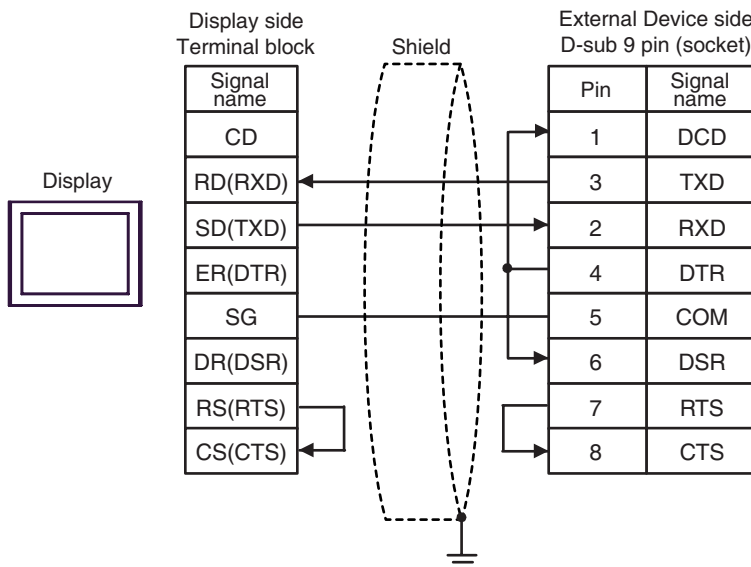 Display side
Terminal block
Shield
External Device side
D-sub 9 pin (socket)
Display
Signal
name
CD
RD(RXD)
SD(TXD)
ER(DTR)
SG
DR(DSR)
RS(RTS)
CS(CTS)
Pin
Signal
name
1 DCD
3 TXD
2 RXD
4 DTR
5 COM
6 DSR
7 RTS
8 CTS